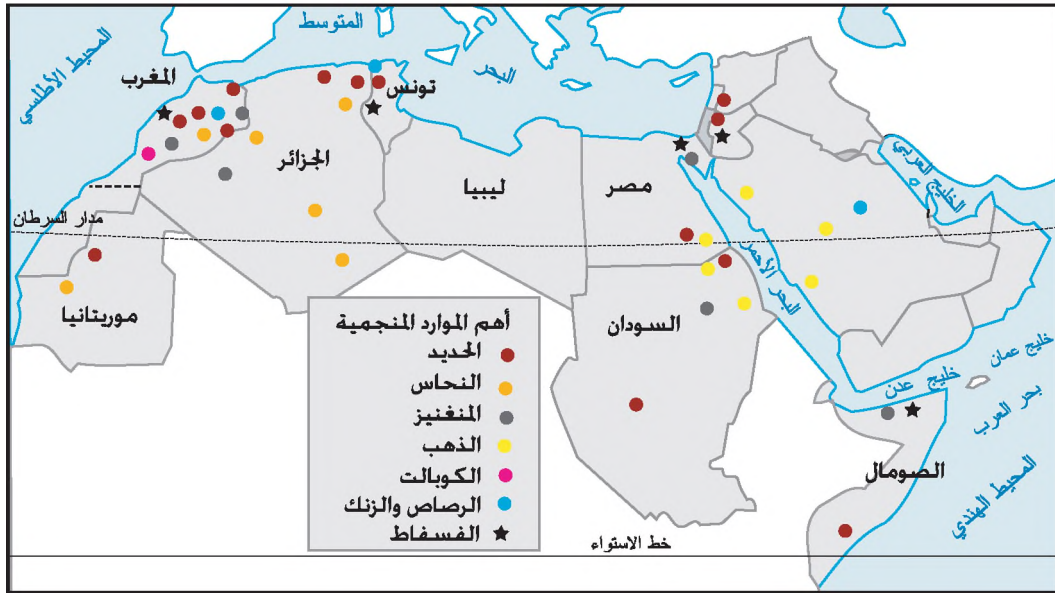 المحيط الأطلسي
المتوسط
البحر
المغرب
تونس
الجزائر
ليبيا
مصر
الخليج العربي
مدار السرطان
البحر الأحمر
موريتانيا
السودان
خليج عمان
خليج عدن
بحر العرب
الصومال
المحيط الهندي
أهم الموارد المنجمية
الحديد
النحاس
المنغنيز
الذهب
الكوبالت
الرصاص والزنك
الفسفاط
خط الاستواء